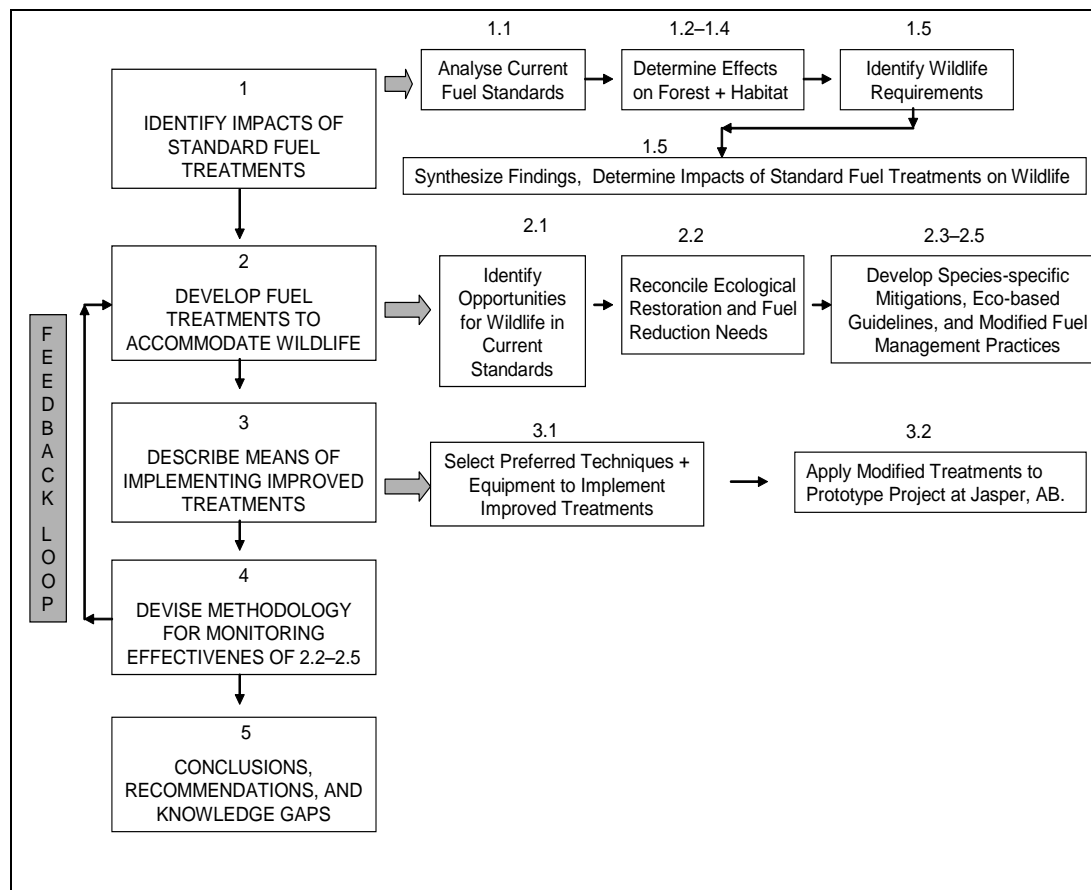 1
IDENTIFY IMPACTS OF
STANDARD FUEL
TREATMENTS
1.1
Analyse Current
Fuel Standards
1.2–1.4
Determine Effects
on Forest + Habitat
1.5
Identify Wildlife
Requirements
1.5
Synthesize Findings, Determine Impacts of Standard Fuel Treatments on Wildlife
2
DEVELOP FUEL
TREATMENTS TO
ACCOMMODATE WILDLIFE
2.1
Identify
Opportunities
for Wildlife in
Current
Standards
2.2
Reconcile Ecological
Restoration and Fuel
Reduction Needs
2.3–2.5
Develop Species-specific
Mitigations, Eco-based
Guidelines, and Modified Fuel
Management Practices
3
DESCRIBE MEANS OF
IMPLEMENTING IMPROVED
TREATMENTS
3.1
Select Preferred Techniques +
Equipment to Implement
Improved Treatments
3.2
Apply Modified Treatments to
Prototype Project at Jasper, AB.
4
DEVISE METHODOLOGY
FOR MONITORING
EFFECTIVENES OF 2.2–2.5
5
CONCLUSIONS,
RECOMMENDATIONS, AND
KNOWLEDGE GAPS
FEEDBACK LOOP